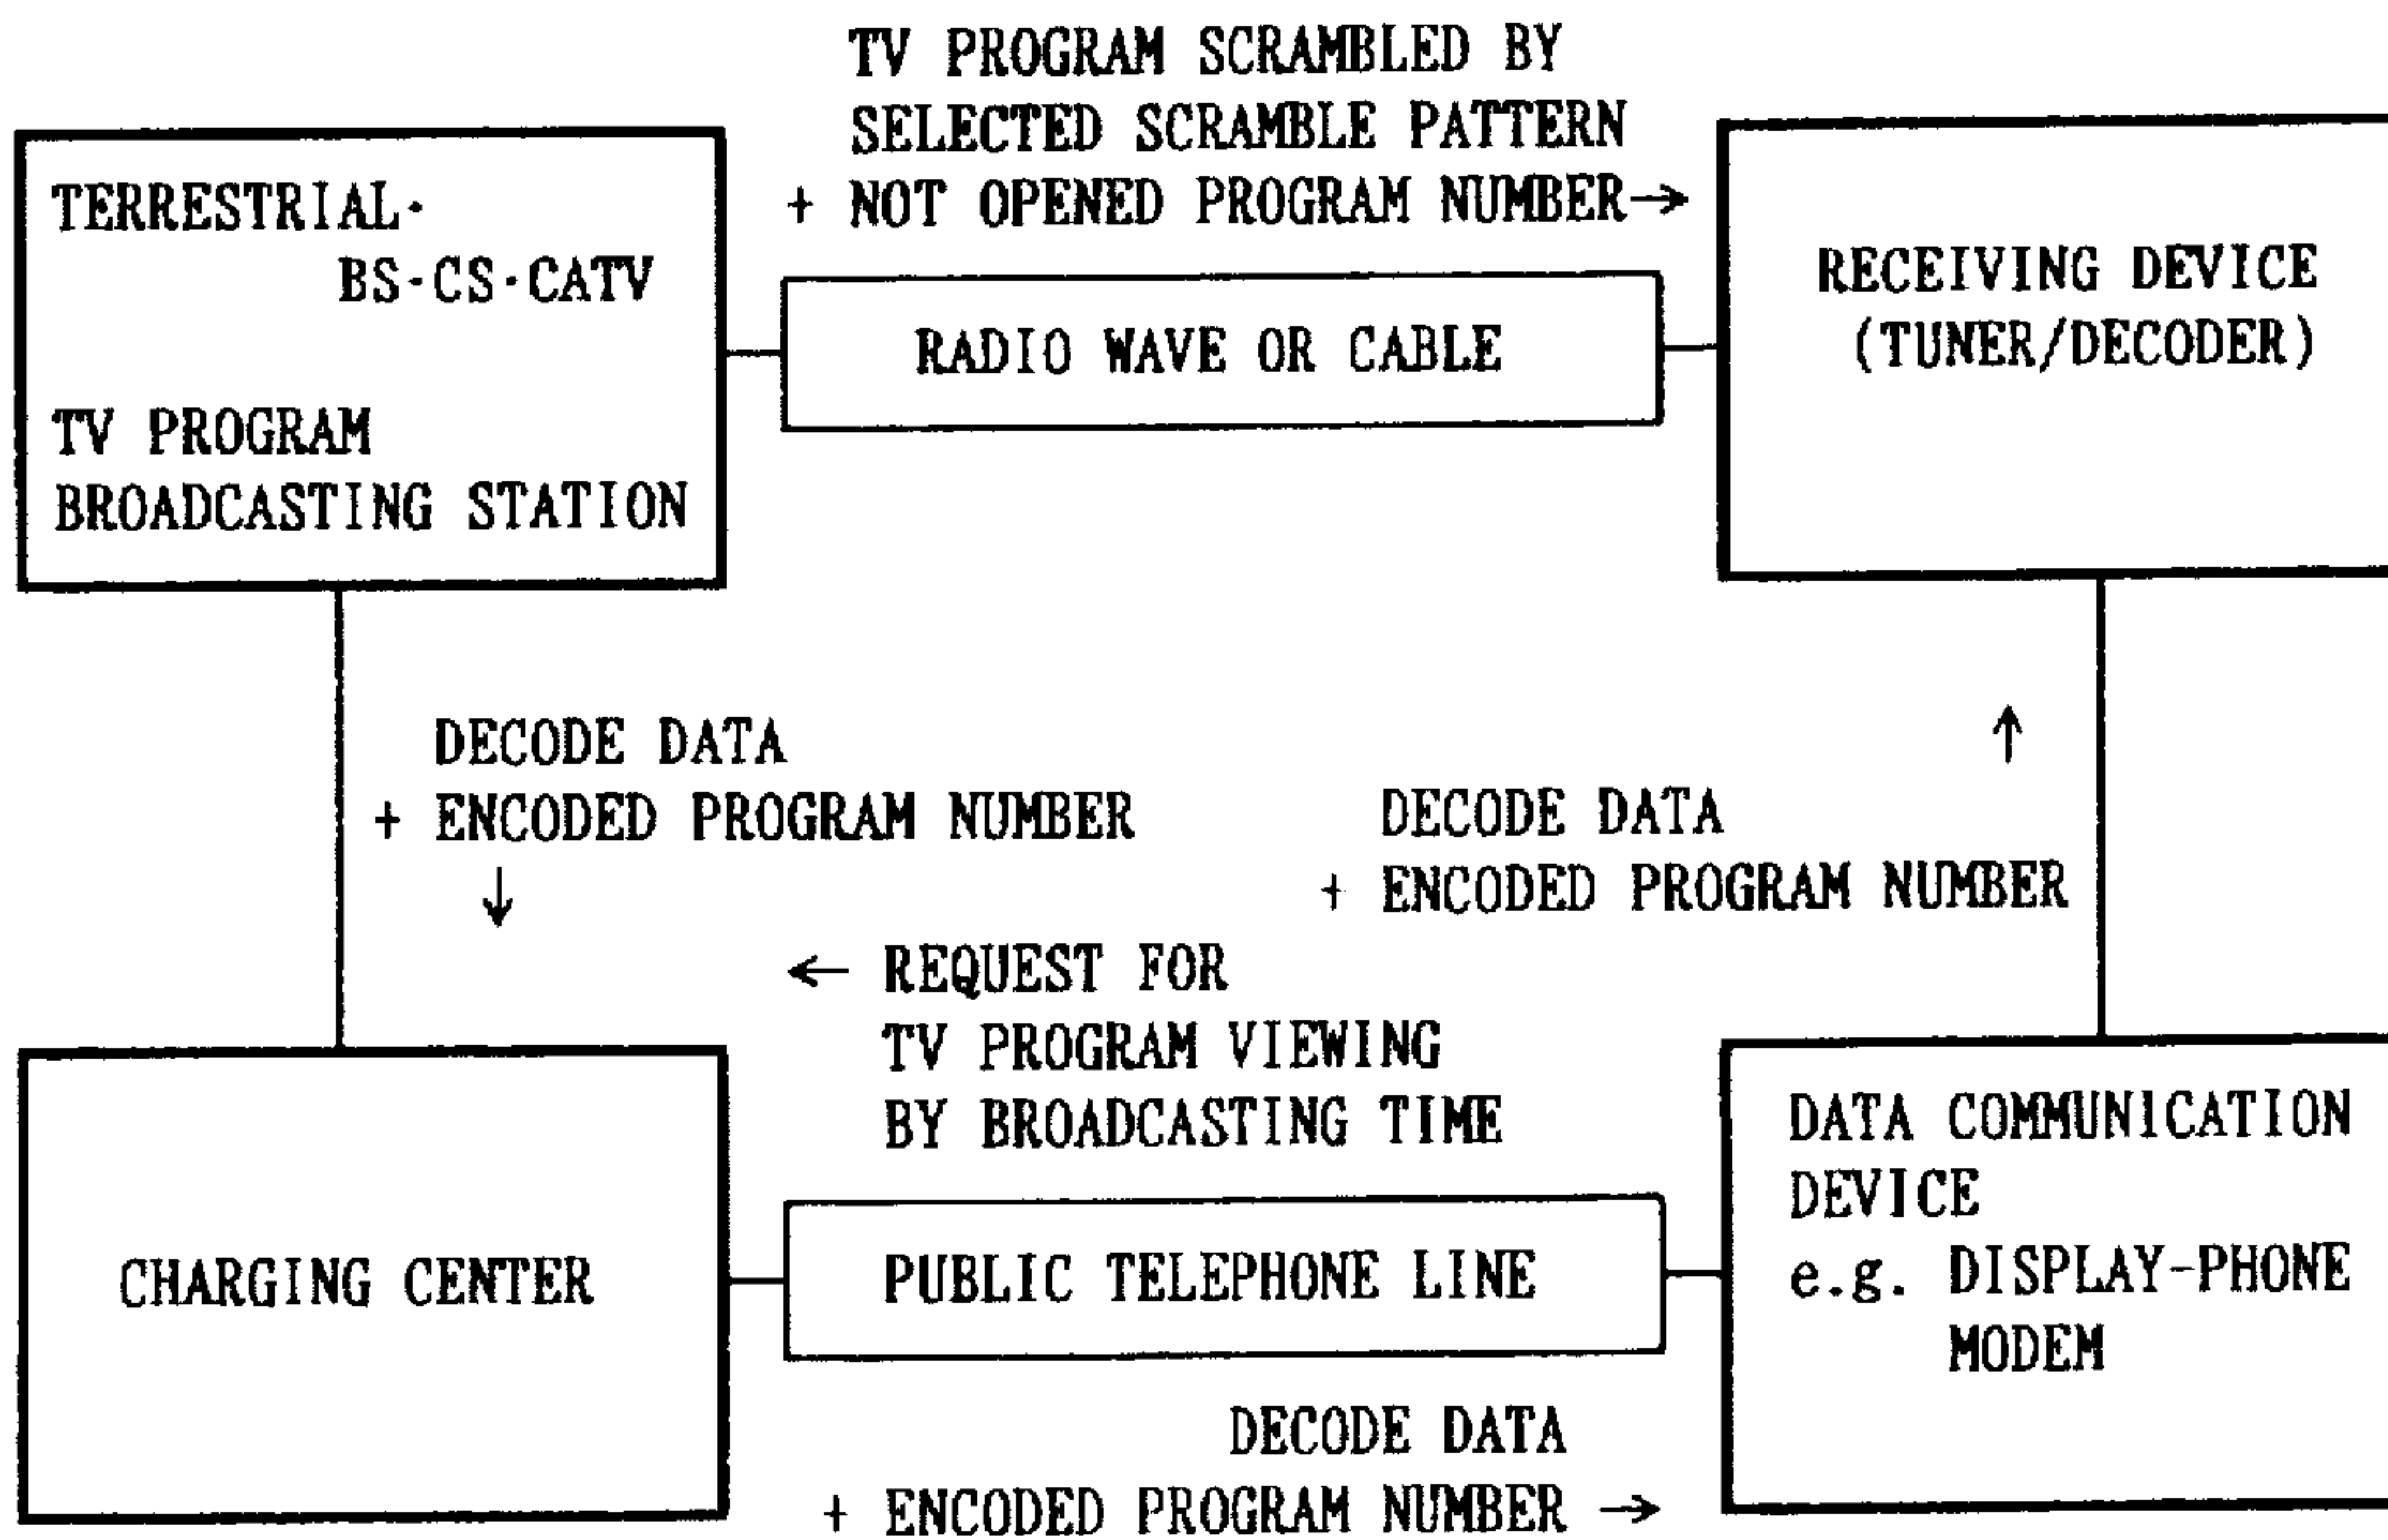 TV PROGRAM SCRAMBLED BY
SELECTED SCRAMBLE PATTERN
+ NOT OPENED PROGRAM NUMBER→
TERRESTRIAL·
BS·CS·CATV
TV PROGRAM
BROADCASTING STATION
RADIO WAVE OR CABLE
RECEIVING DEVICE
(TUNER/DECODER)
DECODE DATA
+ ENCODED PROGRAM NUMBER
↓
↑
DECODE DATA
+ ENCODED PROGRAM NUMBER
← REQUEST FOR
TV PROGRAM VIEWING
BY BROADCASTING TIME
CHARGING CENTER
PUBLIC TELEPHONE LINE
DATA COMMUNICATION
DEVICE
e.g. DISPLAY-PHONE
MODEM
DECODE DATA
+ ENCODED PROGRAM NUMBER →